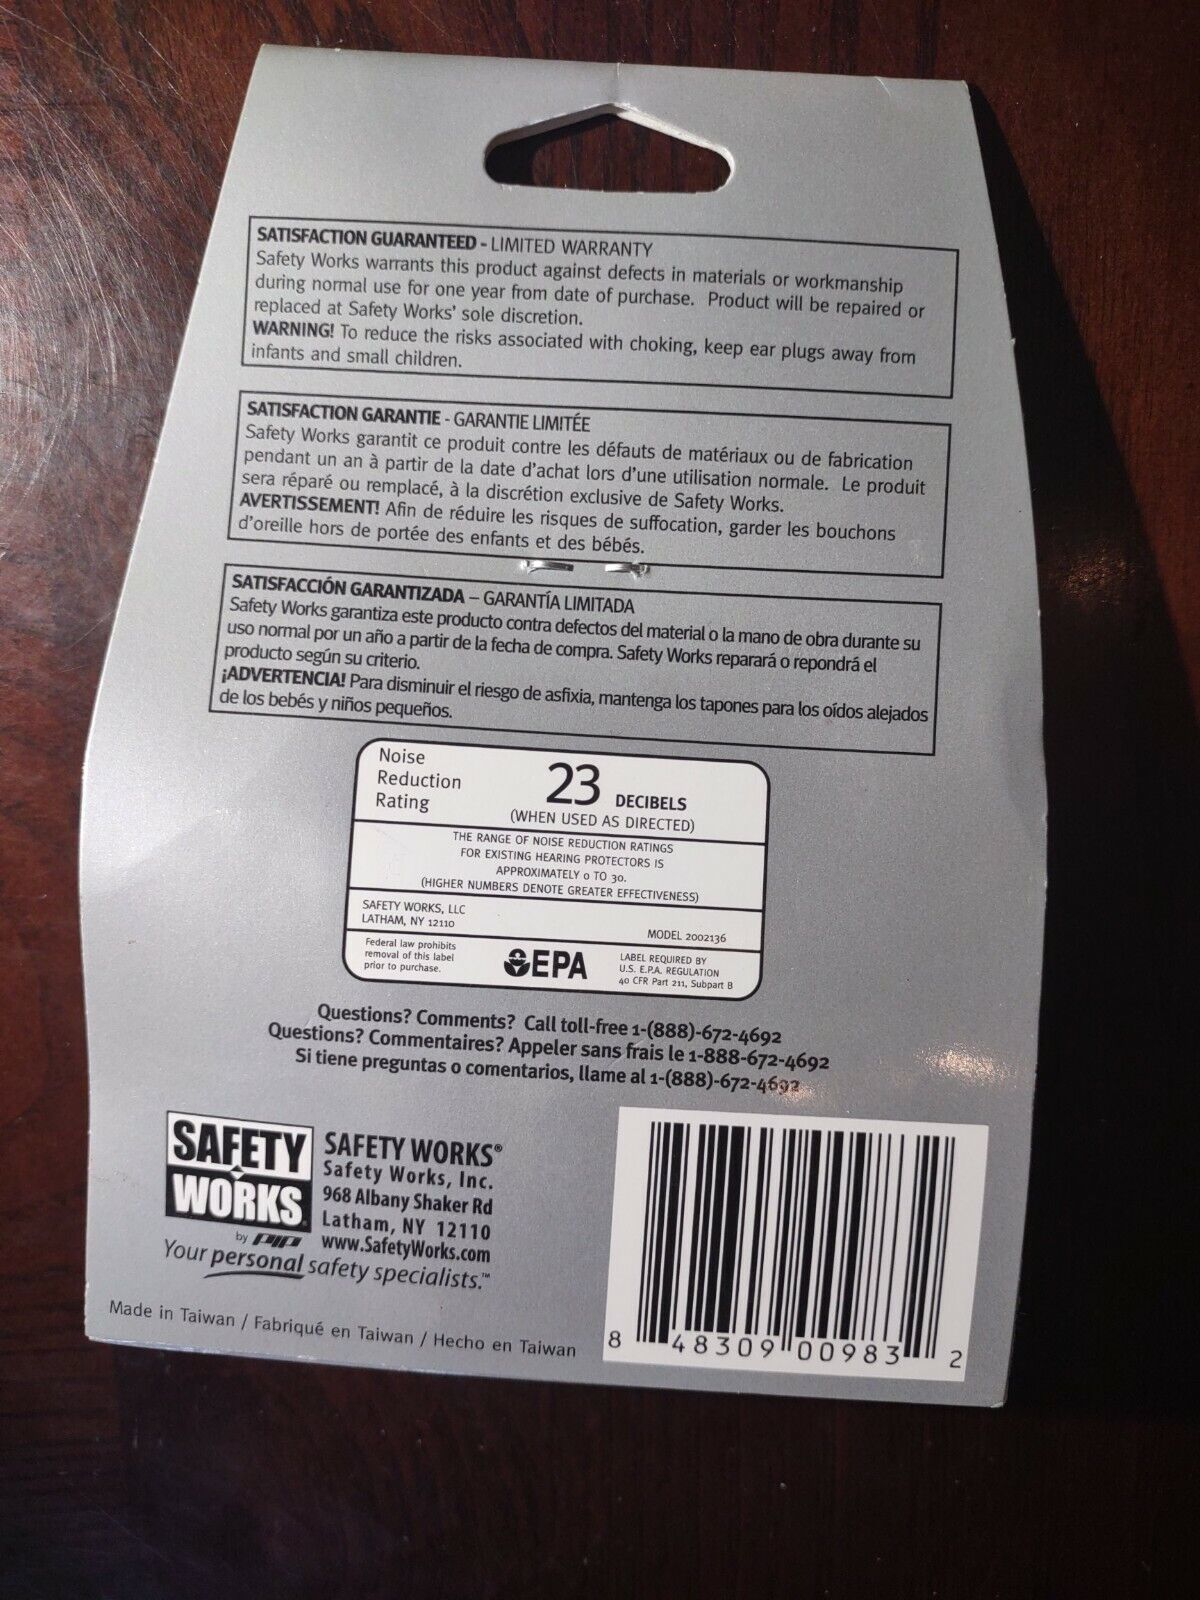 SATISFACTION GUARANTEED - LIMITED WARRANTY
Safety Works warrants this product against defects in materials or workmanship
during normal use for one year from date of purchase. Product will be repaired or
replaced at Safety Works' sole discretion.
WARNING! To reduce the risks associated with choking, keep ear plugs away from
infants and small children.
SATISFACTION GARANTIE - GARANTIE LIMITÉE
Safety Works garantit ce produit contre les défauts de matériaux ou de fabrication
pendant un an à partir de la date d'achat lors d'une utilisation normale. Le produit
sera réparé ou remplacé, à la discrétion exclusive de Safety Works.
AVERTISSEMENT! Afin de réduire les risques de suffocation, garder les bouchons
d'oreille hors de portée des enfants et des bébés.
SATISFACCIÓN GARANTIZADA – GARANTÍA LIMITADA
Safety Works garantiza este producto contra defectos del material o la mano de obra durante su
uso normal por un año a partir de la fecha de compra. Safety Works reparará o repondrá el
producto según su criterio.
¡ADVERTENCIA! Para disminuir el riesgo de asfixia, mantenga los tapones para los oídos alejados
de los bebés y niños pequeños.
Noise
Reduction
Rating
23 DECIBELS
(WHEN USED AS DIRECTED)
THE RANGE OF NOISE REDUCTION RATINGS
FOR EXISTING HEARING PROTECTORS IS
APPROXIMATELY 0 TO 30.
(HIGHER NUMBERS DENOTE GREATER EFFECTIVENESS)
SAFETY WORKS, LLC
LATHAM, NY 12110
MODEL 2002136
Federal law prohibits
removal of this label
prior to purchase.
EPA
LABEL REQUIRED BY
U.S. E.P.A. REGULATION
40 CFR Part 211, Subpart B
Questions? Comments? Call toll-free 1-(888)-672-4692
Questions? Commentaires? Appeler sans frais le 1-888-672-4692
Si tiene preguntas o comentarios, llame al 1-(888)-672-4692
SAFETY
WORKS®
by PIP
SAFETY WORKS®
Safety Works, Inc.
968 Albany Shaker Rd
Latham, NY 12110
www.SafetyWorks.com
Your personal safety specialists.™
Made in Taiwan / Fabriqué en Taiwan / Hecho en Taiwan
8 48309 00983 2